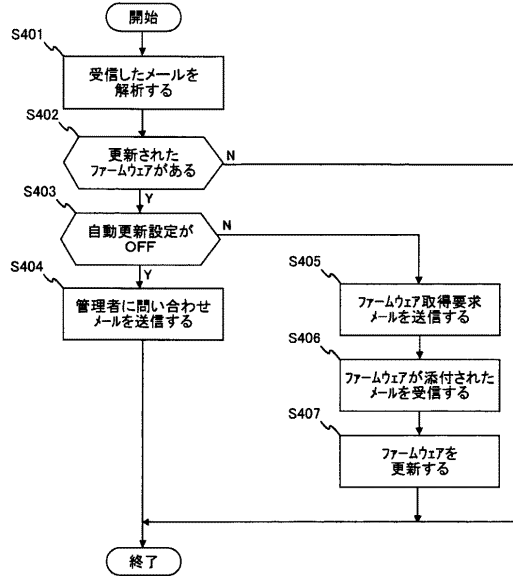 開始
S401
受信したメールを
解析する
S402
更新された
ファームウェアがある
N
Y
S403
自動更新設定が
OFF
N
Y
S404
管理者に問い合わせ
メールを送信する
S405
ファームウェア取得要求
メールを送信する
S406
ファームウェアが添付された
メールを受信する
S407
ファームウェアを
更新する
終了